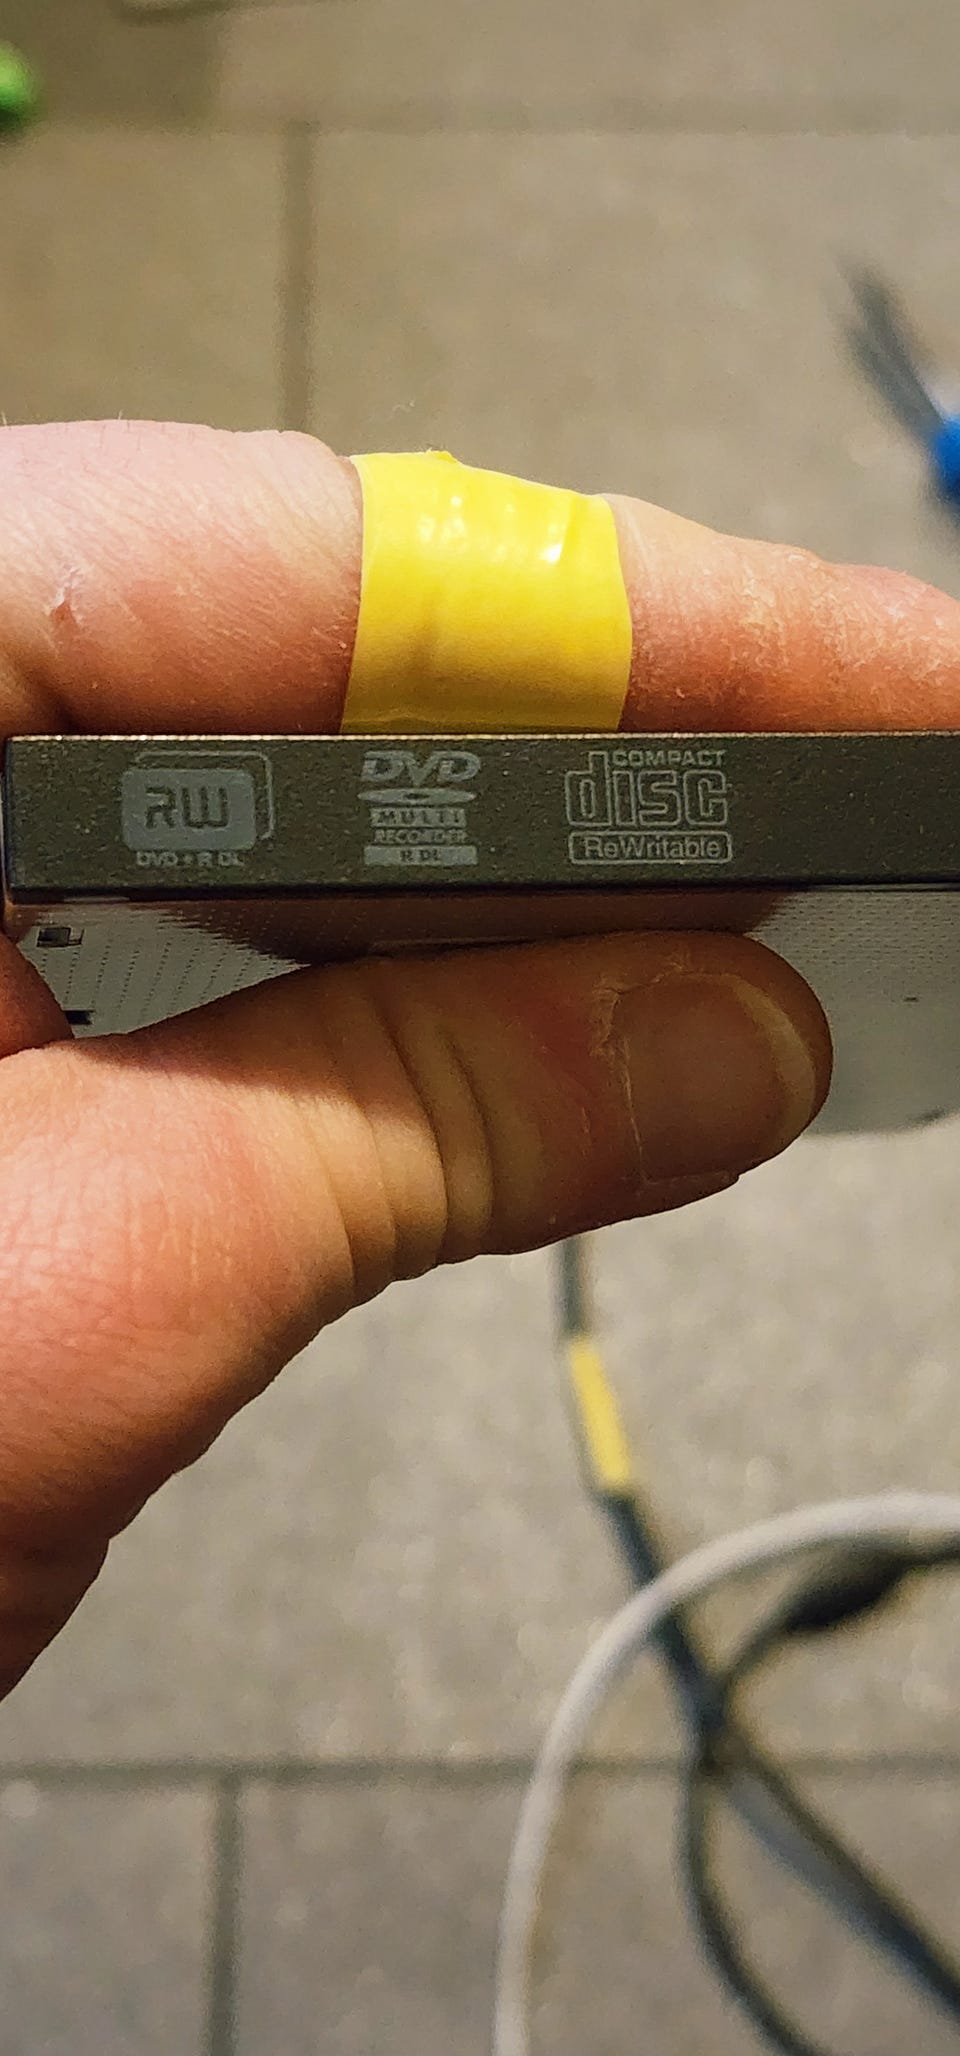 RW
DVD+R DL
DVD
MULTI
RECORDER
R DL
COMPACT
disc
ReWritable